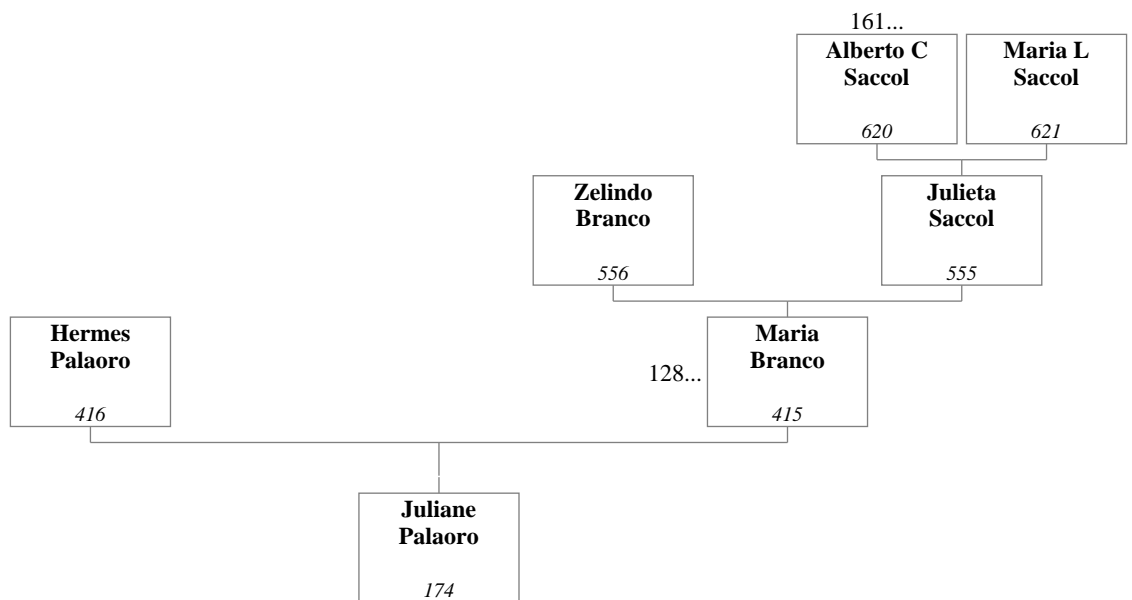 161...
Alberto C
Saccol
620
Maria L
Saccol
621
Zelindo
Branco
556
Julieta
Saccol
555
Hermes
Palaoro
416
128...
Maria
Branco
415
Juliane
Palaoro
174